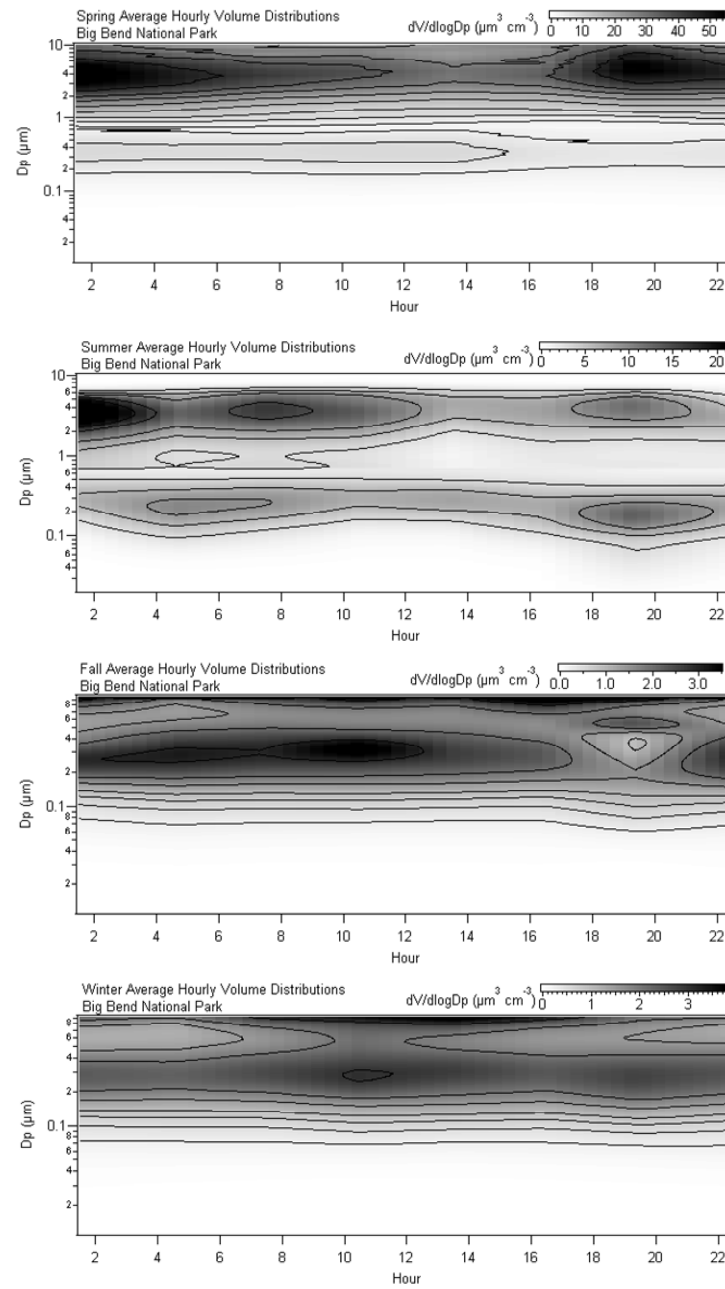 Spring Average Hourly Volume Distributions
Big Bend National Park
dV/dlogDp (µm³ cm⁻³)
0 10 20 30 40 50
10
4
2
1
4
2
0.1
4
2
Dp (µm)
2 4 6 8 10 12 14 16 18 20 22
Hour
Summer Average Hourly Volume Distributions
Big Bend National Park
dV/dlogDp (µm³ cm⁻³)
0 5 10 15 20
10
6
4
2
1
6
4
2
0.1
6
4
Dp (µm)
2 4 6 8 10 12 14 16 18 20 22
Hour
Fall Average Hourly Volume Distributions
Big Bend National Park
dV/dlogDp (µm³ cm⁻³)
0.0 1.0 2.0 3.0
8
6
4
2
0.1
8
6
4
2
Dp (µm)
2 4 6 8 10 12 14 16 18 20 22
Hour
Winter Average Hourly Volume Distributions
Big Bend National Park
dV/dlogDp (µm³ cm⁻³)
0 1 2 3
8
6
4
2
0.1
8
6
4
2
Dp (µm)
2 4 6 8 10 12 14 16 18 20 22
Hour